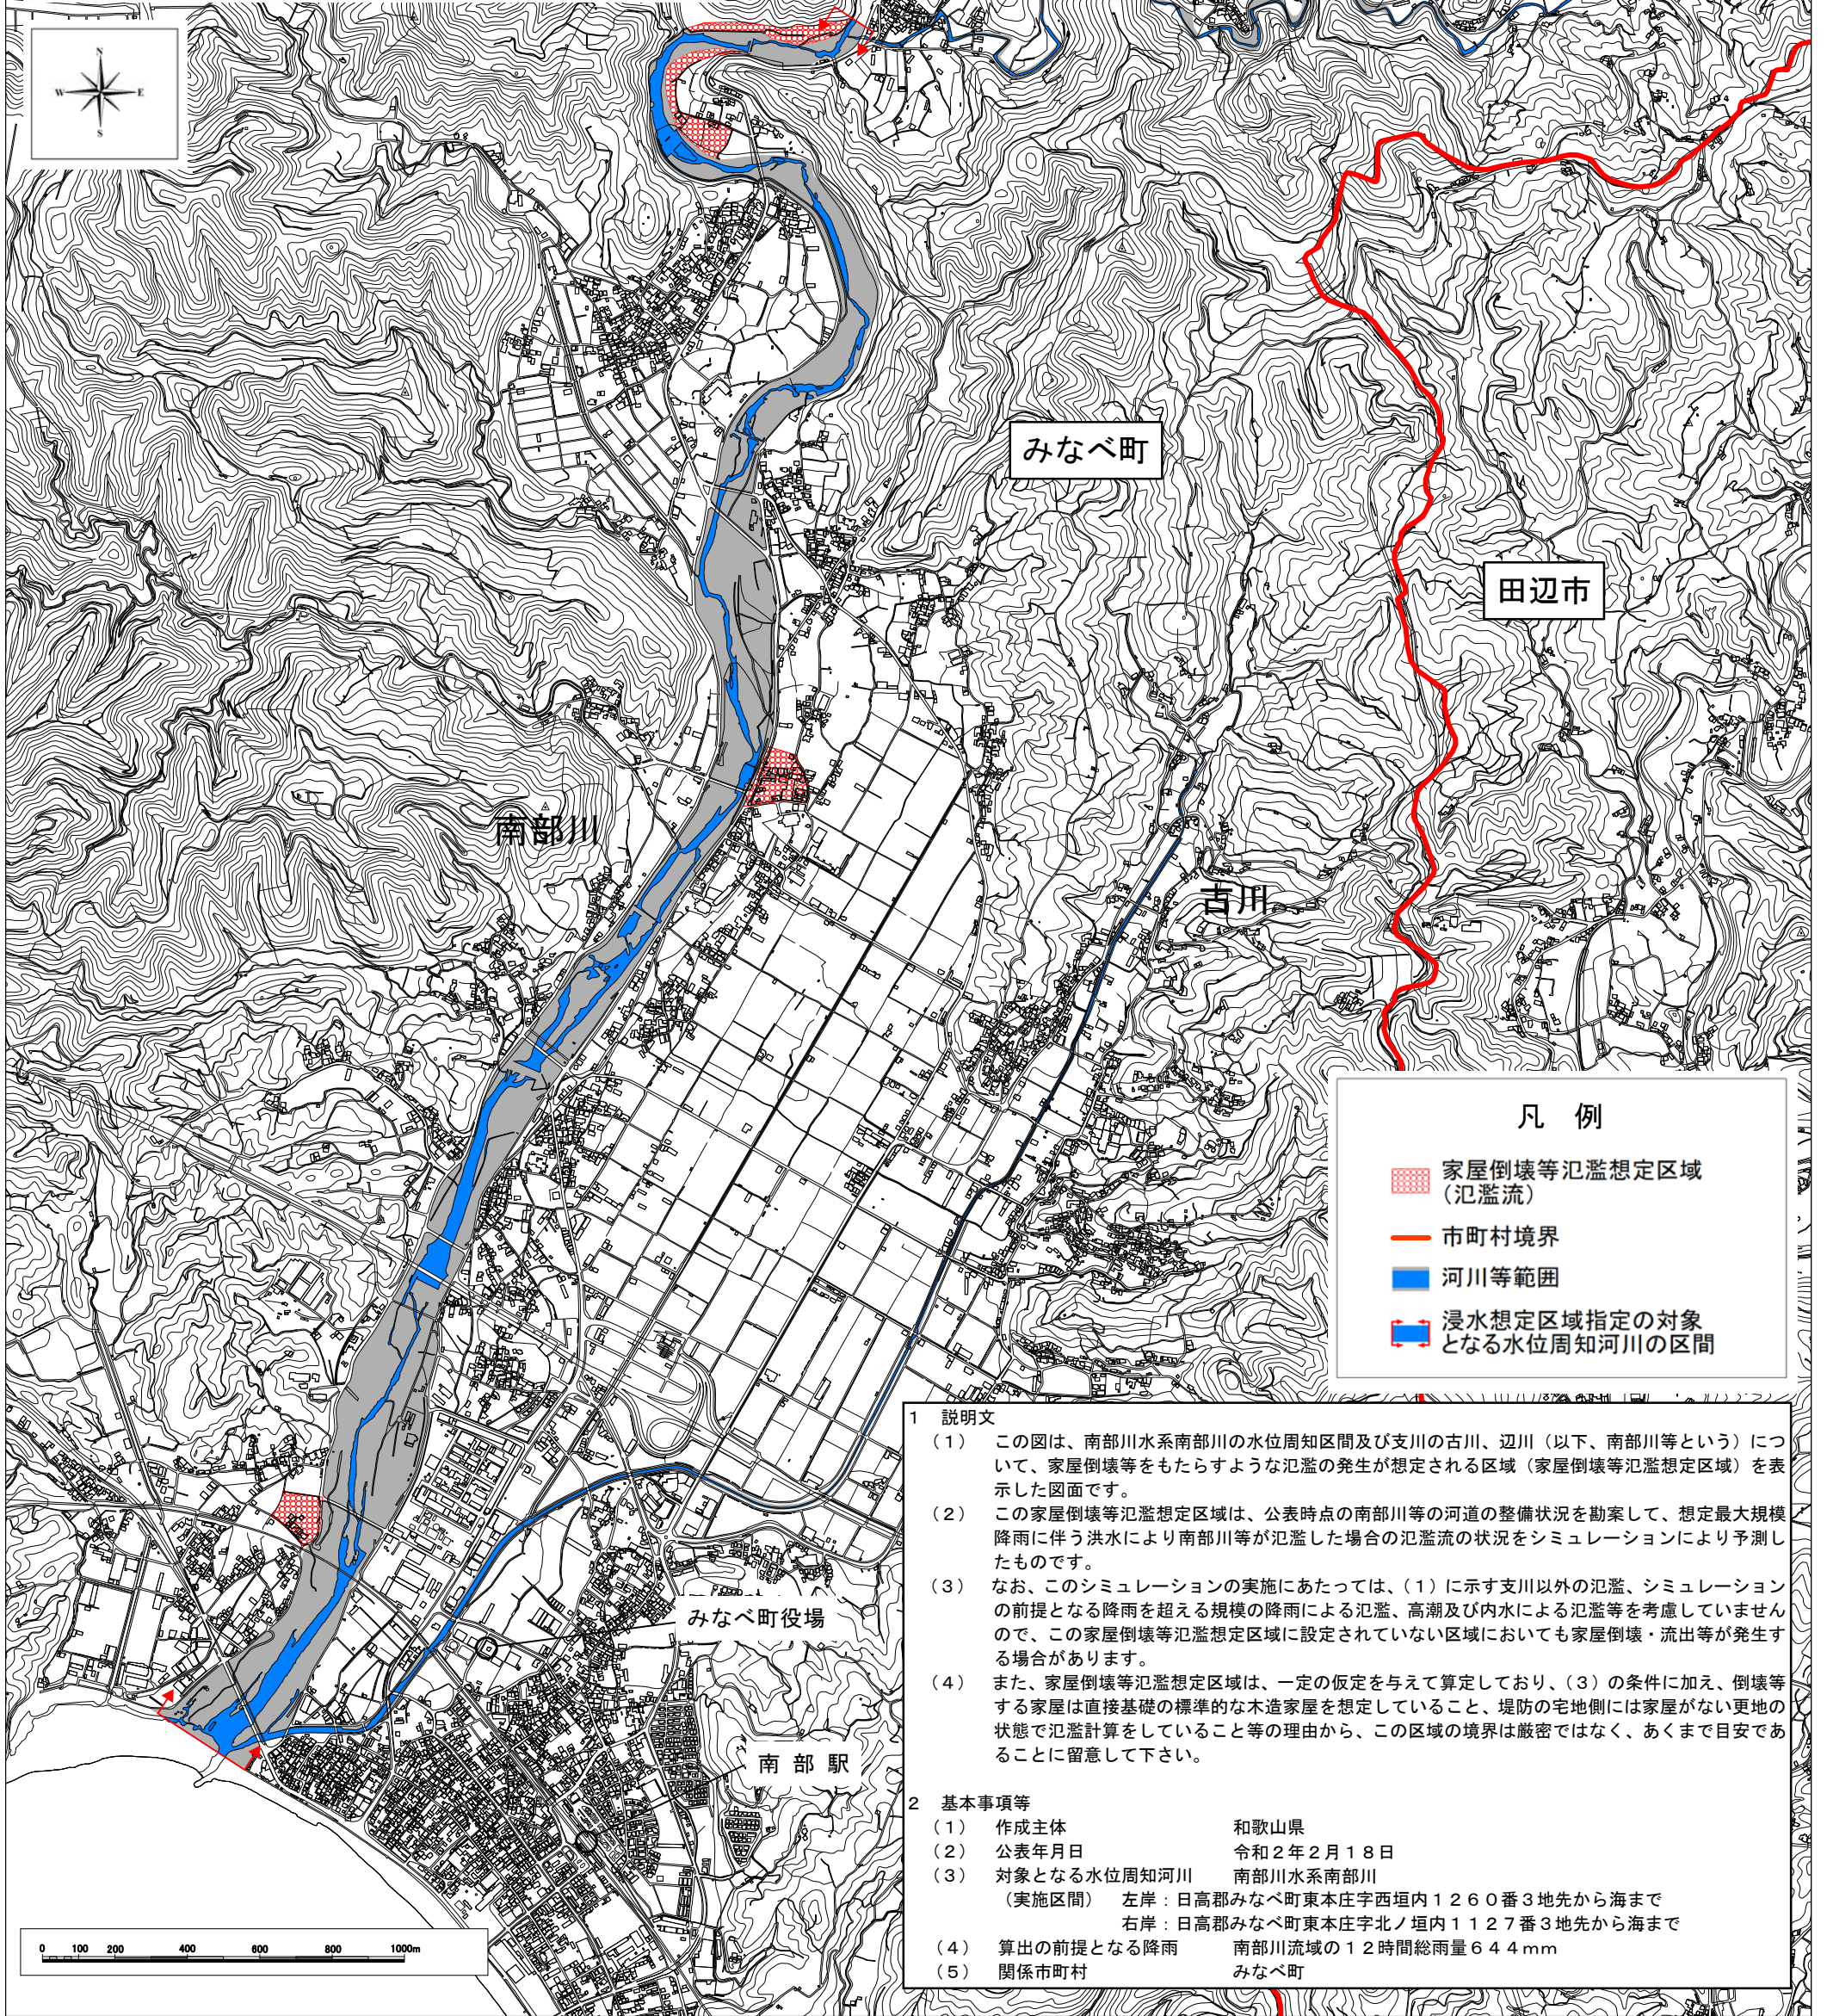 N
W E
S
みなべ町
田辺市
南部川
古川
凡 例
家屋倒壊等氾濫想定区域
(氾濫流)
市町村境界
河川等範囲
浸水想定区域指定の対象
となる水位周知河川の区間
みなべ町役場
南 部 駅
1 説明文
(1) この図は、南部川水系南部川の水位周知区間及び支川の古川、辺川(以下、南部川等という)につ
いて、家屋倒壊等をもたらすような氾濫の発生が想定される区域(家屋倒壊等氾濫想定区域)を表
示した図面です。
(2) この家屋倒壊等氾濫想定区域は、公表時点の南部川等の河道の整備状況を勘案して、想定最大規模
降雨に伴う洪水により南部川等が氾濫した場合の氾濫流の状況をシミュレーションにより予測し
たものです。
(3) なお、このシミュレーションの実施にあたっては、(1)に示す支川以外の氾濫、シミュレーション
の前提となる降雨を超える規模の降雨による氾濫、高潮及び内水による氾濫等を考慮していません
ので、この家屋倒壊等氾濫想定区域に設定されていない区域においても家屋倒壊・流出等が発生す
る場合があります。
(4) また、家屋倒壊等氾濫想定区域は、一定の仮定を与えて算定しており、(3)の条件に加え、倒壊等
する家屋は直接基礎の標準的な木造家屋を想定していること、堤防の宅地側には家屋がない更地の
状態で氾濫計算をしていること等の理由から、この区域の境界は厳密ではなく、あくまで目安であ
ることに留意して下さい。
2 基本事項等
(1) 作成主体 和歌山県
(2) 公表年月日 令和2年2月18日
(3) 対象となる水位周知河川 南部川水系南部川
(実施区間) 左岸:日高郡みなべ町東本庄字西垣内1260番3地先から海まで
右岸:日高郡みなべ町東本庄字北ノ垣内1127番3地先から海まで
(4) 算出の前提となる降雨 南部川流域の12時間総雨量644mm
(5) 関係市町村 みなべ町
0 100 200 400 600 800 1000m